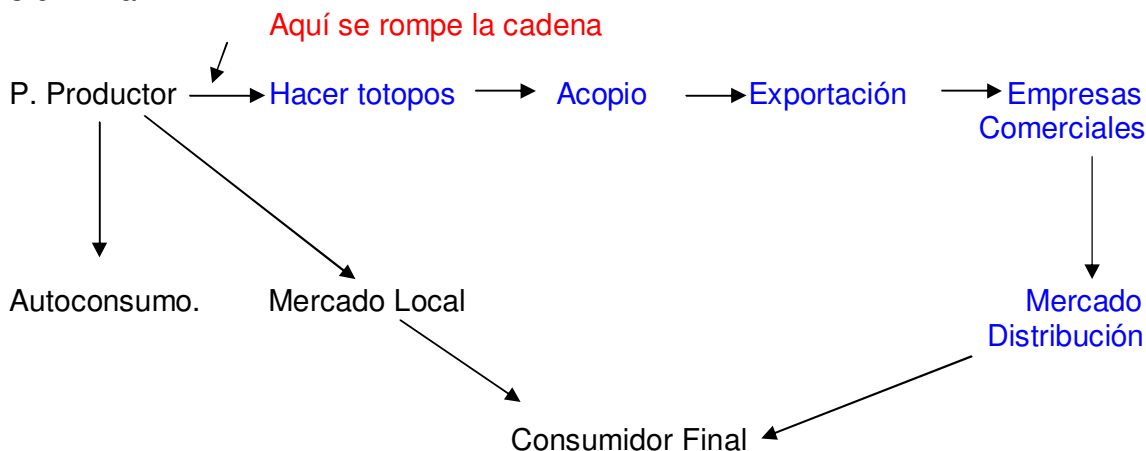 Aquí se rompe la cadena
P. Productor Hacer totopos Acopio Exportación Empresas
Comerciales
Autoconsumo. Mercado Local Mercado
Distribución
Consumidor Final